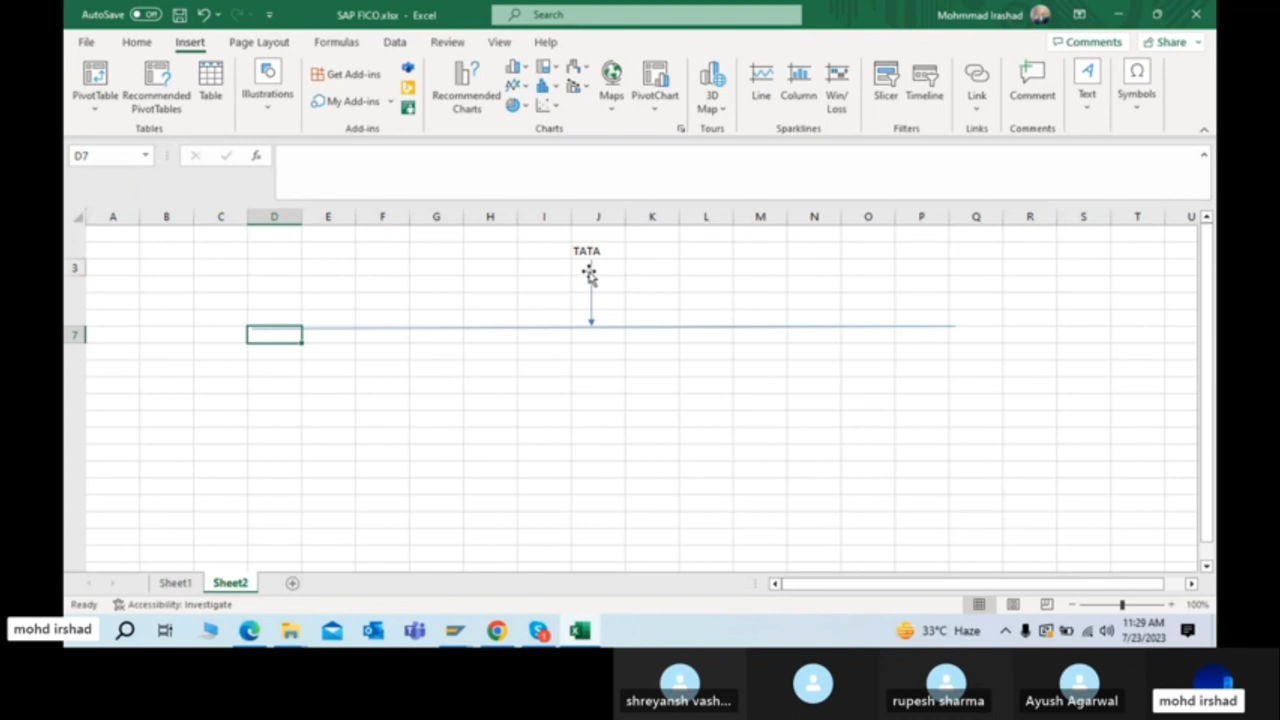 AutoSave Off SAP FICO.xlsx - Excel Search Mohmmad Irashad
File Home Insert Page Layout Formulas Data Review View Help Comments Share
PivotTable Recommended PivotTables Table Illustrations Get Add-ins My Add-ins Recommended Charts Maps PivotChart 3D Map Line Column Win/Loss Slicer Timeline Link Comment Text Symbols
Tables Add-ins Charts Tours Sparklines Filters Links Comments
D7 fx
A B C D E F G H I J K L M N O P Q R S T U
TATA
3
7
Sheet1 Sheet2
Ready Accessibility: Investigate 100%
mohd irshad 33°C Haze 11:29 AM
7/23/2023
shreyansh vash... rupesh sharma Ayush Agarwal mohd irshad